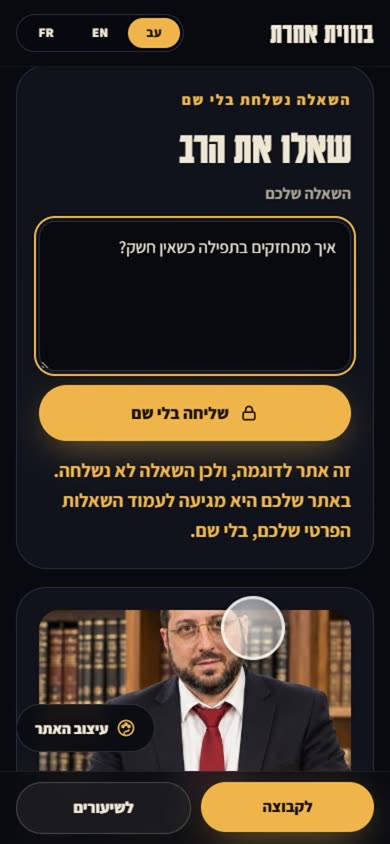 בזווית אחרת
עב EN FR
השאלה נשלחת בלי שם
שאלו את הרב
השאלה שלכם
איך מתחזקים בתפילה כשאין חשק?
שליחה בלי שם
זה אתר לדוגמה, ולכן השאלה לא נשלחה.
באתר שלכם היא מגיעה לעמוד השאלות
הפרטי שלכם, בלי שם.
עיצוב האתר
לקבוצה
לשיעורים